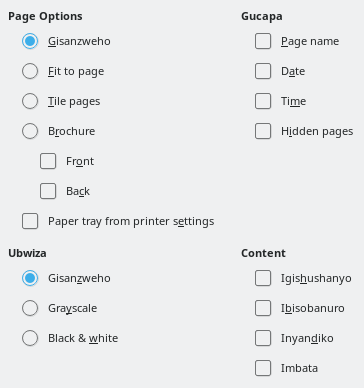 Page Options
Gisanzweho
Fit to page
Tile pages
Brochure
Front
Back
Paper tray from printer settings
Gucapa
Page name
Date
Time
Hidden pages
Ubwiza
Gisanzweho
Grayscale
Black & white
Content
Igishushanyo
Ibisobanuro
Inyandiko
Imbata